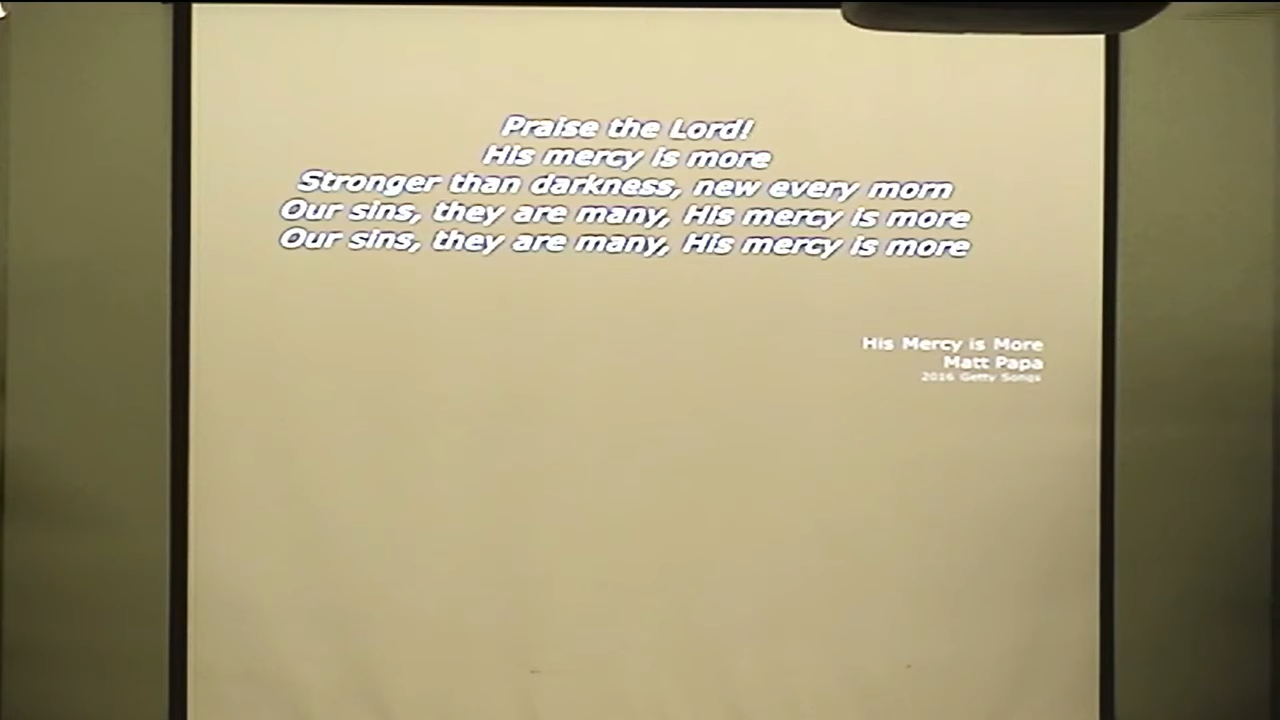 Praise the Lord!
His mercy is more
Stronger than darkness, new every morn
Our sins, they are many, His mercy is more
Our sins, they are many, His mercy is more
His Mercy is More
Matt Papa
2016 Getty Songs